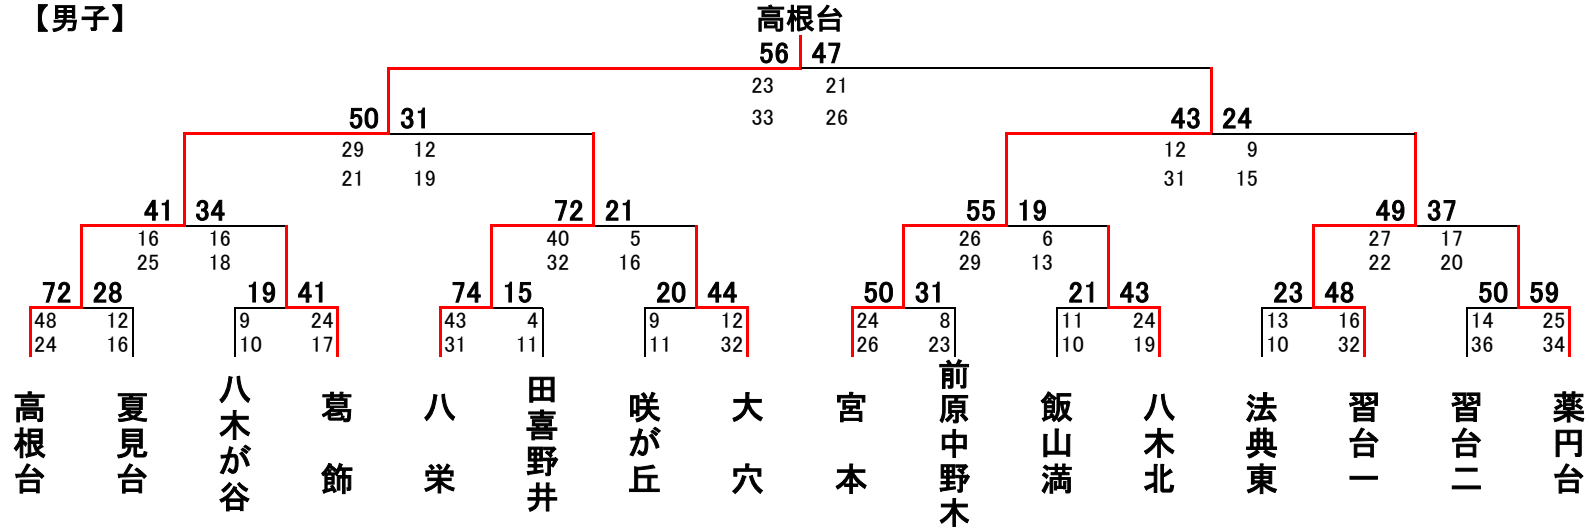 【男子】
高根台
56 47
23 21
33 26
50 31 43 24
29 12 12 9
21 19 31 15
41 34 72 21 55 19 49 37
16 16 40 5 26 6 27 17
25 18 32 16 29 13 22 20
72 28 19 41 74 15 20 44 50 31 21 43 23 48 50 59
48 12 9 24 43 4 9 12 24 8 11 24 13 16 14 25
24 16 10 17 31 11 11 32 26 23 10 19 10 32 36 34
高根台
夏見台
八木が谷
葛飾
八栄
田喜野井
咲が丘
大穴
宮本
前原中野木
飯山満
八木北
法典東
習台一
習台二
薬円台